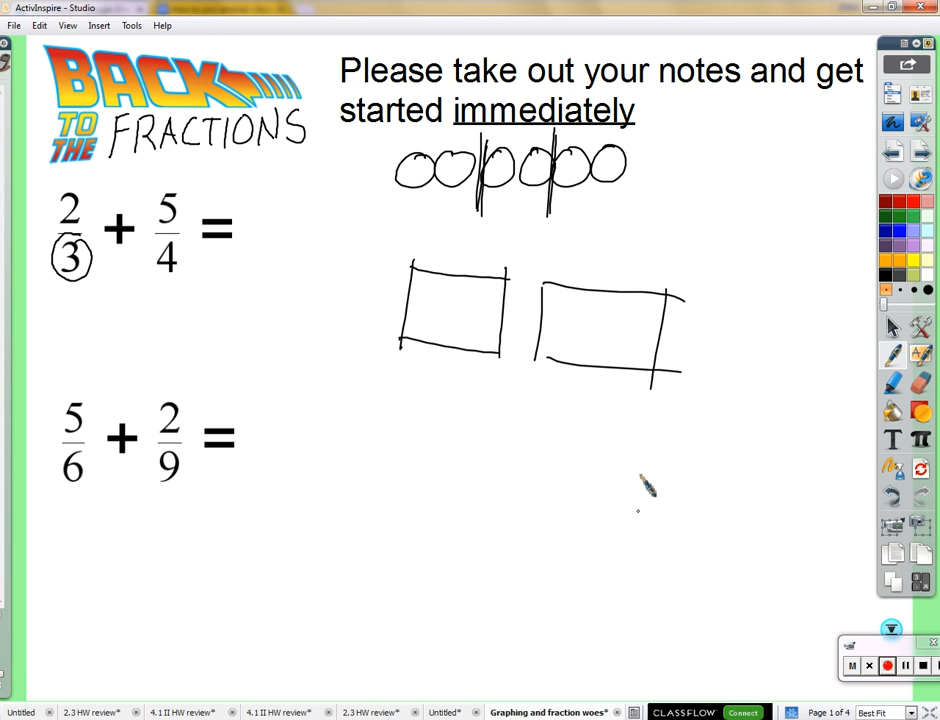 ActivInspire - Studio
File Edit View Insert Tools Help
BACK
TO THE FRACTIONS
Please take out your notes and get
started immediately
2/3 + 5/4 =
5/6 + 2/9 =
M
Untitled 2.3 HW review* 4.1 II HW review* 4.1 II HW review* 2.3 HW review* Untitled* Graphing and fraction woes* CLASSFLOW Connect Page 1 of 4 Best Fit